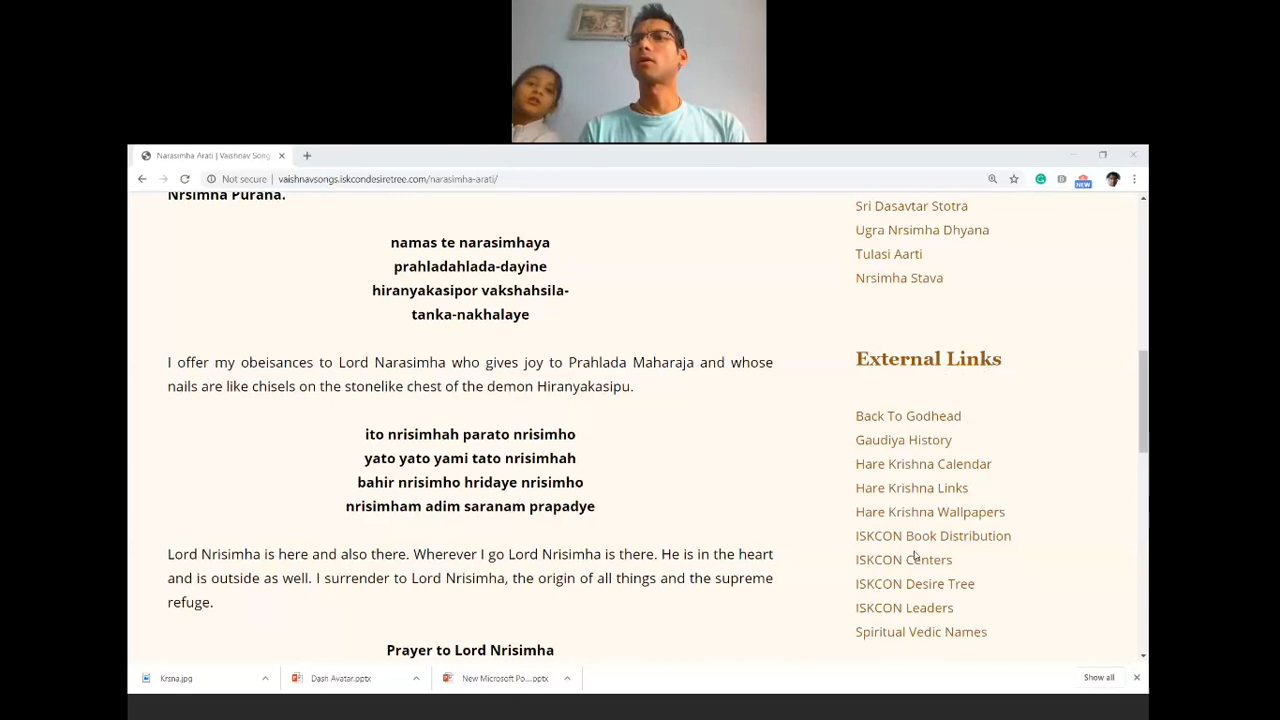 Narasimha Arati | Vaishnav Song
Not secure
vaishnavsongs.iskcondesiretree.com/narasimha-arati/
NEW
Nrsimha Purana.
namas te narasimhaya
prahladahlada-dayine
hiranyakasipor vakshahsila-
tanka-nakhalaye
I offer my obeisances to Lord Narasimha who gives joy to Prahlada Maharaja and whose
nails are like chisels on the stonelike chest of the demon Hiranyakasipu.
ito nrisimhah parato nrisimho
yato yato yami tato nrisimhah
bahir nrisimho hridaye nrisimho
nrisimham adim saranam prapadye
Lord Nrisimha is here and also there. Wherever I go Lord Nrisimha is there. He is in the heart
and is outside as well. I surrender to Lord Nrisimha, the origin of all things and the supreme
refuge.
Prayer to Lord Nrisimha
Sri Dasavtar Stotra
Ugra Nrsimha Dhyana
Tulasi Aarti
Nrsimha Stava
External Links
Back To Godhead
Gaudiya History
Hare Krishna Calendar
Hare Krishna Links
Hare Krishna Wallpapers
ISKCON Book Distribution
ISKCON Centers
ISKCON Desire Tree
ISKCON Leaders
Spiritual Vedic Names
Krsna.jpg
Dash Avatar.pptx
New Microsoft Po....pptx
Show all